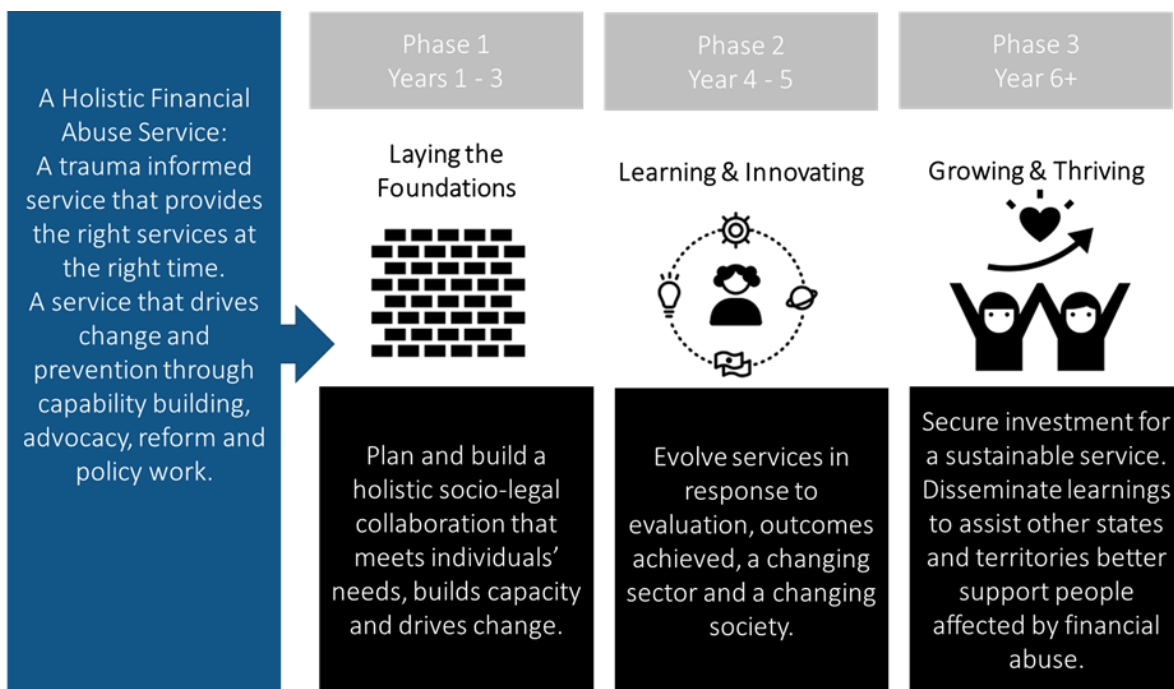 A Holistic Financial
Abuse Service:
A trauma informed
service that provides
the right services at
the right time.
A service that drives
change and
prevention through
capability building,
advocacy, reform and
policy work.
Phase 1
Years 1 - 3
Laying the
Foundations
Plan and build a
holistic socio-legal
collaboration that
meets individuals’
needs, builds capacity
and drives change.
Phase 2
Year 4 - 5
Learning & Innovating
Evolve services in
response to
evaluation, outcomes
achieved, a changing
sector and a changing
society.
Phase 3
Year 6+
Growing & Thriving
Secure investment for
a sustainable service.
Disseminate learnings
to assist other states
and territories better
support people
affected by financial
abuse.